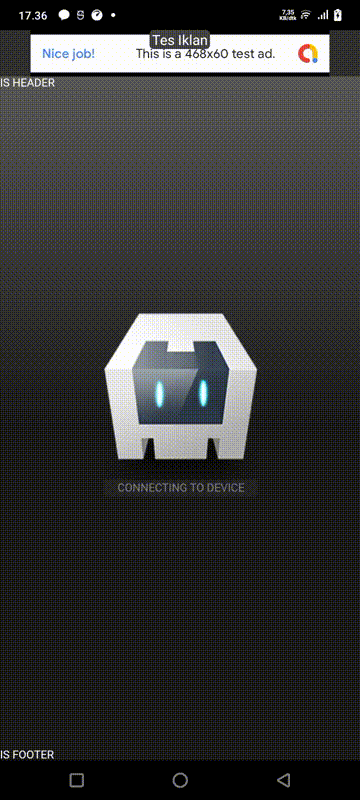 17.36
7,35
KB/dtk
Tes Iklan
Nice job! This is a 468x60 test ad.
IS HEADER
CONNECTING TO DEVICE
IS FOOTER